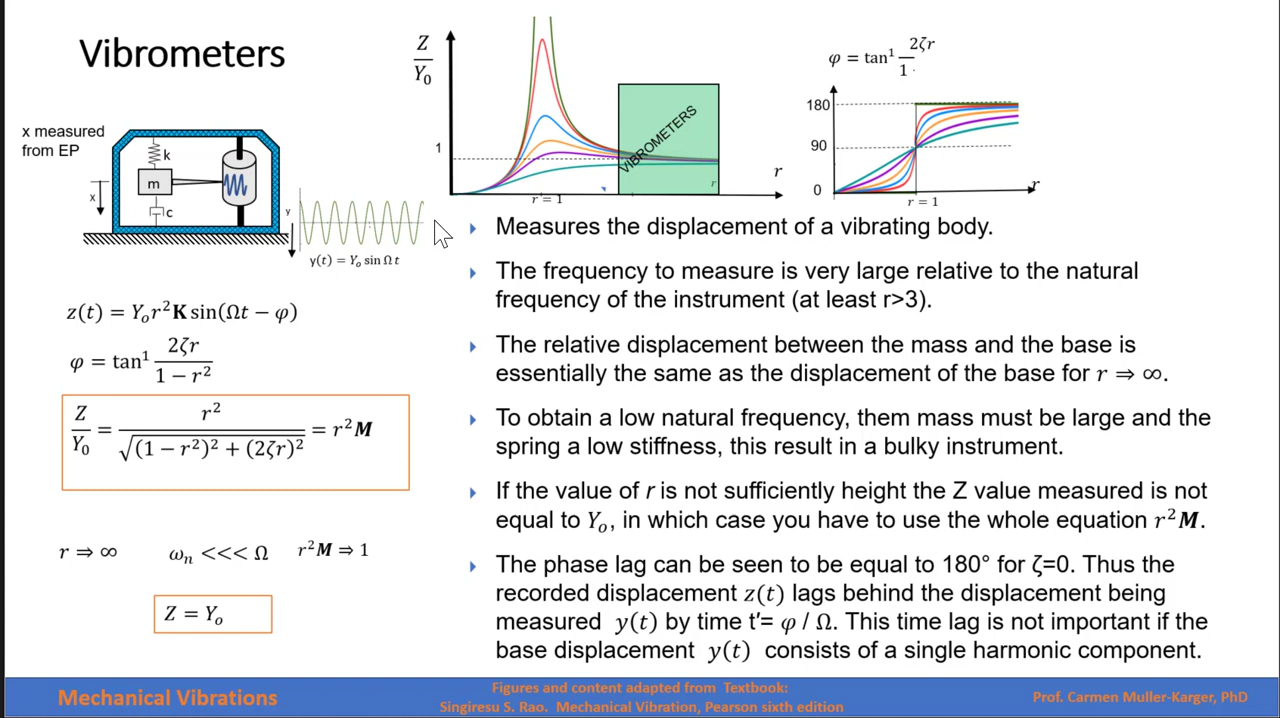 Vibrometers
x measured
from EP
k
m
x
c
y
y(t) = Yₒ sin Ω t
Z/Y₀
1
VIBROMETERS
r
r
r = 1
φ = tan¹ 2ζr / 1
180
90
0
r
r = 1
z(t) = Yₒr²K sin(Ωt − φ)
φ = tan¹ 2ζr / 1 − r²
Z/Y₀ = r² / √(1 − r²)² + (2ζr)² = r²M
r ⇒ ∞ ωₙ <<< Ω r²M ⇒ 1
Z = Yₒ
Measures the displacement of a vibrating body.
The frequency to measure is very large relative to the natural
frequency of the instrument (at least r>3).
The relative displacement between the mass and the base is
essentially the same as the displacement of the base for r ⇒ ∞.
To obtain a low natural frequency, them mass must be large and the
spring a low stiffness, this result in a bulky instrument.
If the value of r is not sufficiently height the Z value measured is not
equal to Yₒ, in which case you have to use the whole equation r²M.
The phase lag can be seen to be equal to 180° for ζ=0. Thus the
recorded displacement z(t) lags behind the displacement being
measured y(t) by time t′= φ / Ω. This time lag is not important if the
base displacement y(t) consists of a single harmonic component.
Mechanical Vibrations
Figures and content adapted from Textbook:
Singiresu S. Rao. Mechanical Vibration, Pearson sixth edition
Prof. Carmen Muller-Karger, PhD